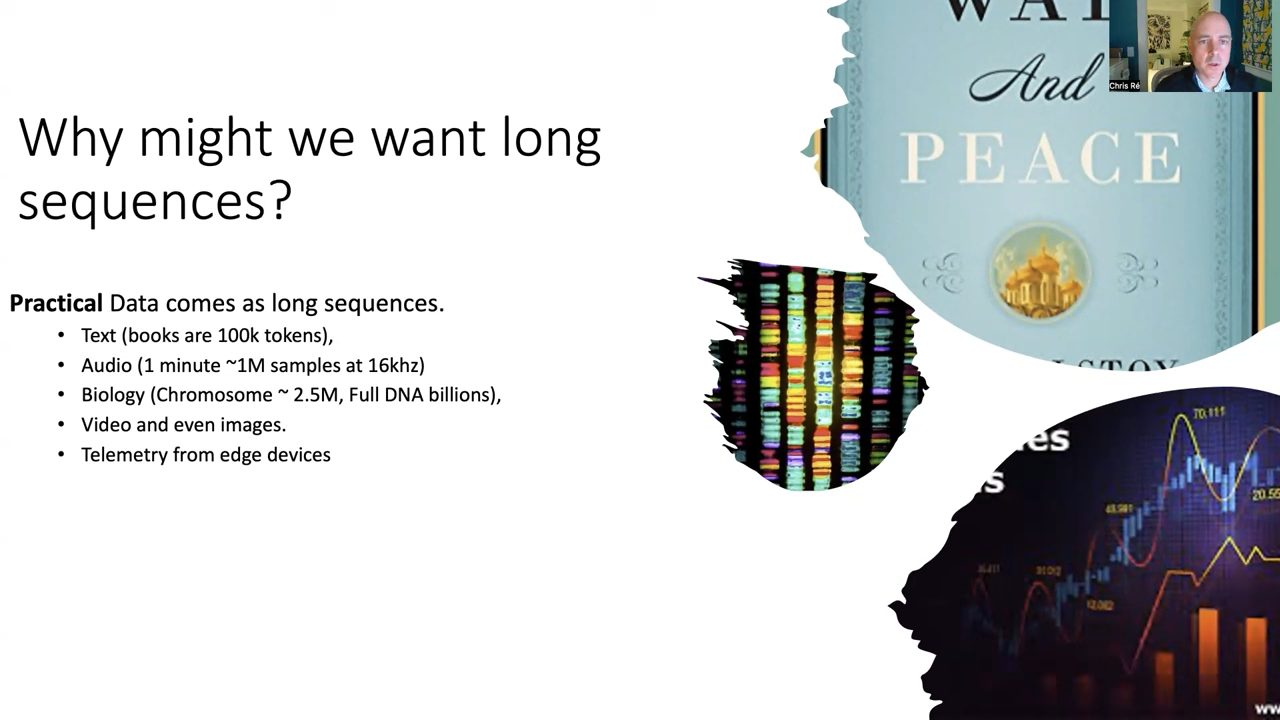 Why might we want long
sequences?
Practical Data comes as long sequences.
• Text (books are 100k tokens),
• Audio (1 minute ~1M samples at 16khz)
• Biology (Chromosome ~ 2.5M, Full DNA billions),
• Video and even images.
• Telemetry from edge devices
And
PEACE
Chris Ré
70.111